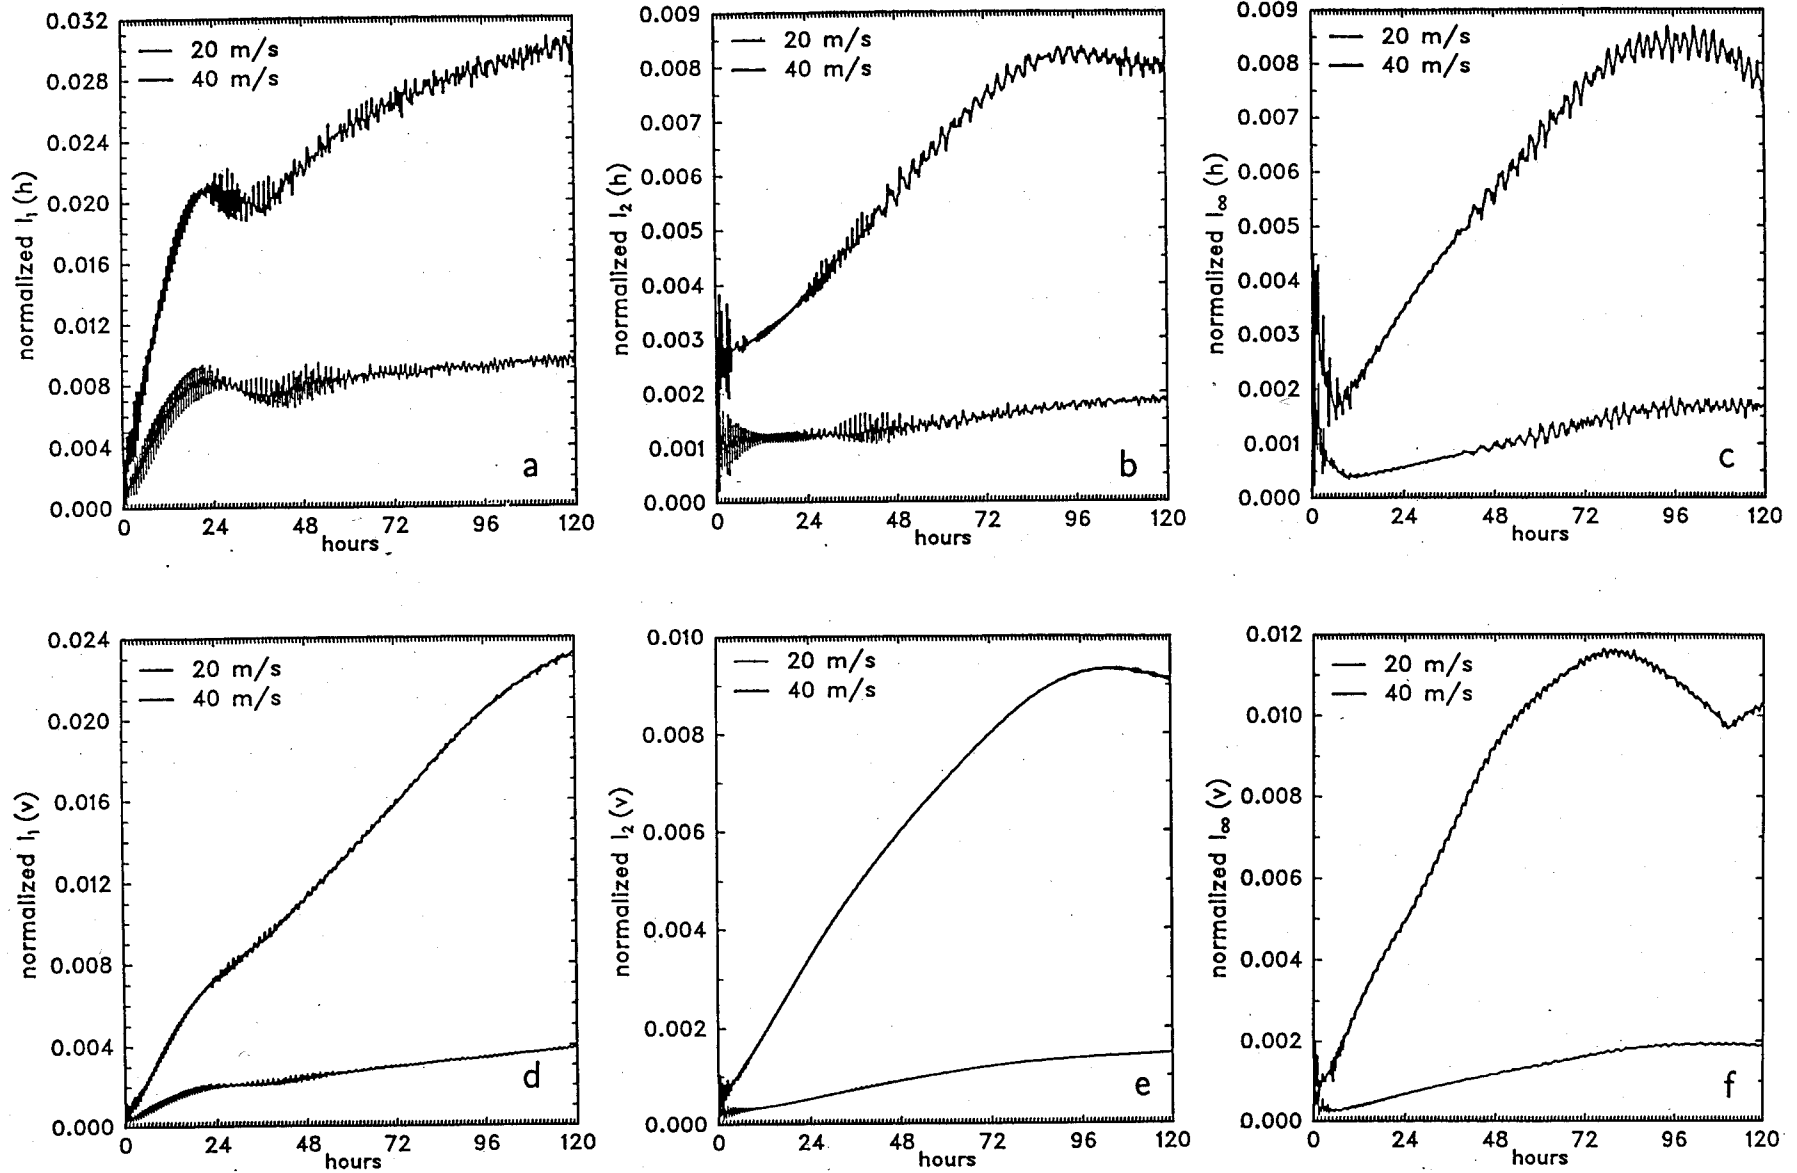 0.032
20 m/s
40 m/s
0.028
0.024
0.020
0.016
0.012
0.008
0.004
0.000
normalized l₁ (h)
a
0 24 48 72 96 120
hours
0.009
20 m/s
40 m/s
0.008
0.007
0.006
0.005
0.004
0.003
0.002
0.001
0.000
normalized l₂ (h)
b
0 24 48 72 96 120
hours
0.009
20 m/s
40 m/s
0.008
0.007
0.006
0.005
0.004
0.003
0.002
0.001
0.000
normalized l∞ (h)
c
0 24 48 72 96 120
hours
0.024
20 m/s
40 m/s
0.020
0.016
0.012
0.008
0.004
0.000
normalized l₁ (v)
d
0 24 48 72 96 120
hours
0.010
20 m/s
40 m/s
0.008
0.006
0.004
0.002
0.000
normalized l₂ (v)
e
0 24 48 72 96 120
hours
0.012
20 m/s
40 m/s
0.010
0.008
0.006
0.004
0.002
0.000
normalized l∞ (v)
f
0 24 48 72 96 120
hours